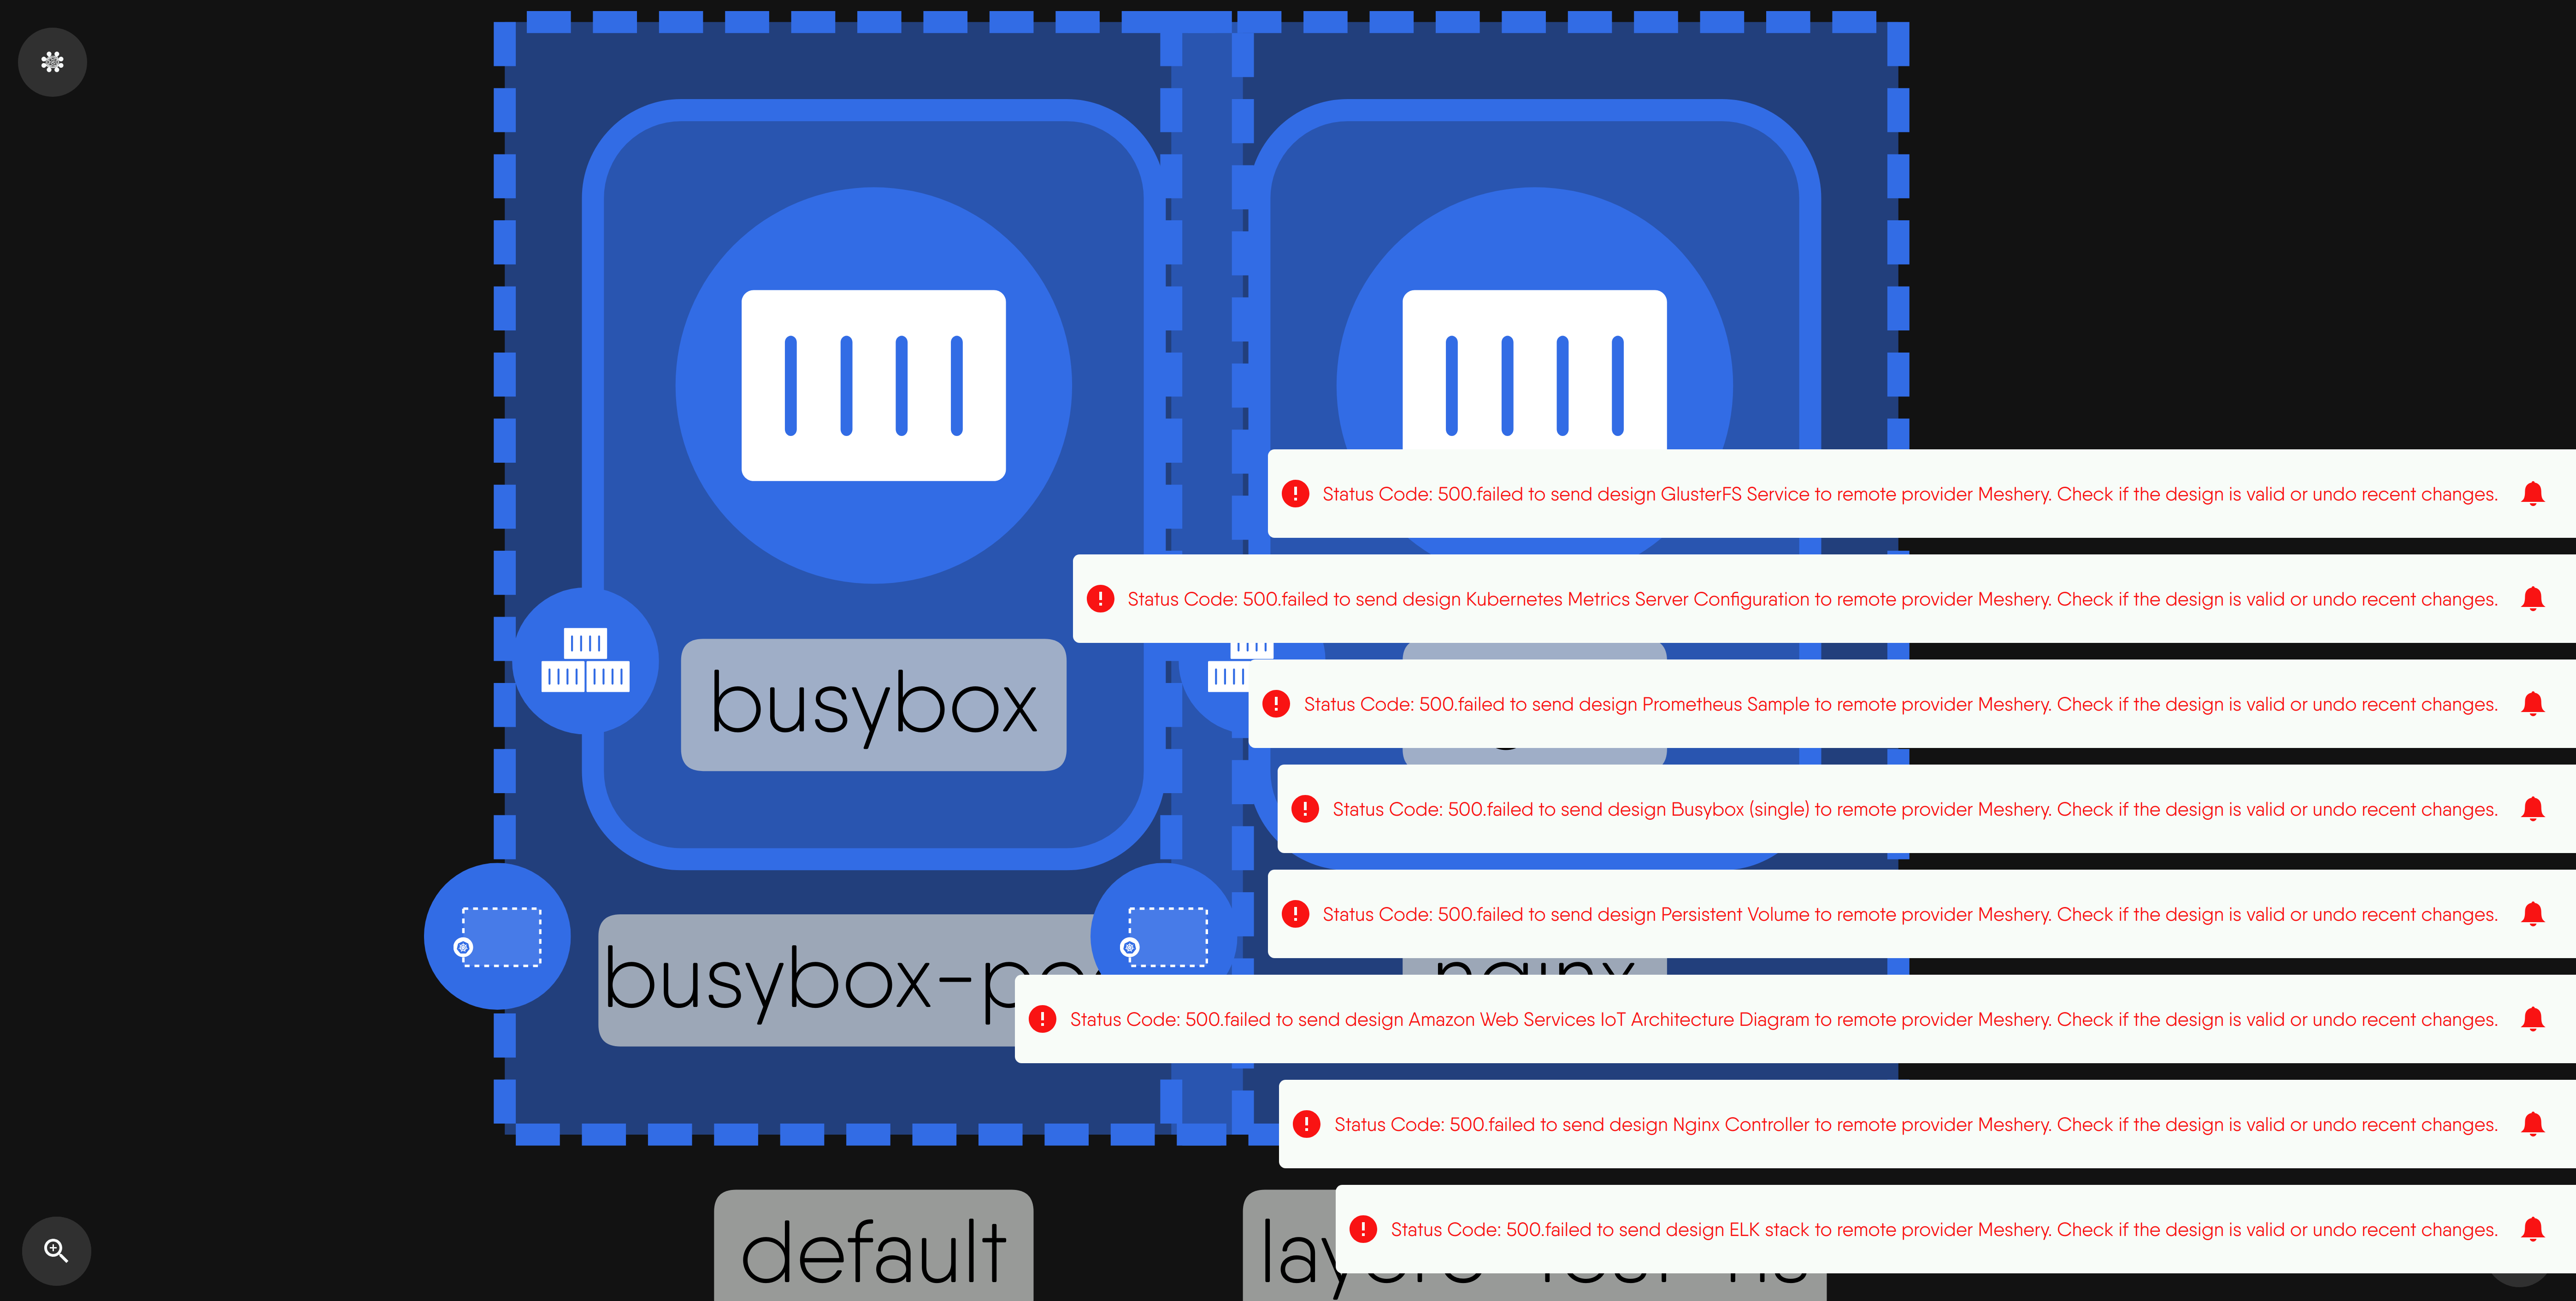 Status Code: 500.failed to send design GlusterFS Service to remote provider Meshery. Check if the design is valid or undo recent changes.
Status Code: 500.failed to send design Kubernetes Metrics Server Configuration to remote provider Meshery. Check if the design is valid or undo recent changes.
busybox
Status Code: 500.failed to send design Prometheus Sample to remote provider Meshery. Check if the design is valid or undo recent changes.
Status Code: 500.failed to send design Busybox (single) to remote provider Meshery. Check if the design is valid or undo recent changes.
Status Code: 500.failed to send design Persistent Volume to remote provider Meshery. Check if the design is valid or undo recent changes.
busybox-po
nginx
Status Code: 500.failed to send design Amazon Web Services IoT Architecture Diagram to remote provider Meshery. Check if the design is valid or undo recent changes.
Status Code: 500.failed to send design Nginx Controller to remote provider Meshery. Check if the design is valid or undo recent changes.
Status Code: 500.failed to send design ELK stack to remote provider Meshery. Check if the design is valid or undo recent changes.
default